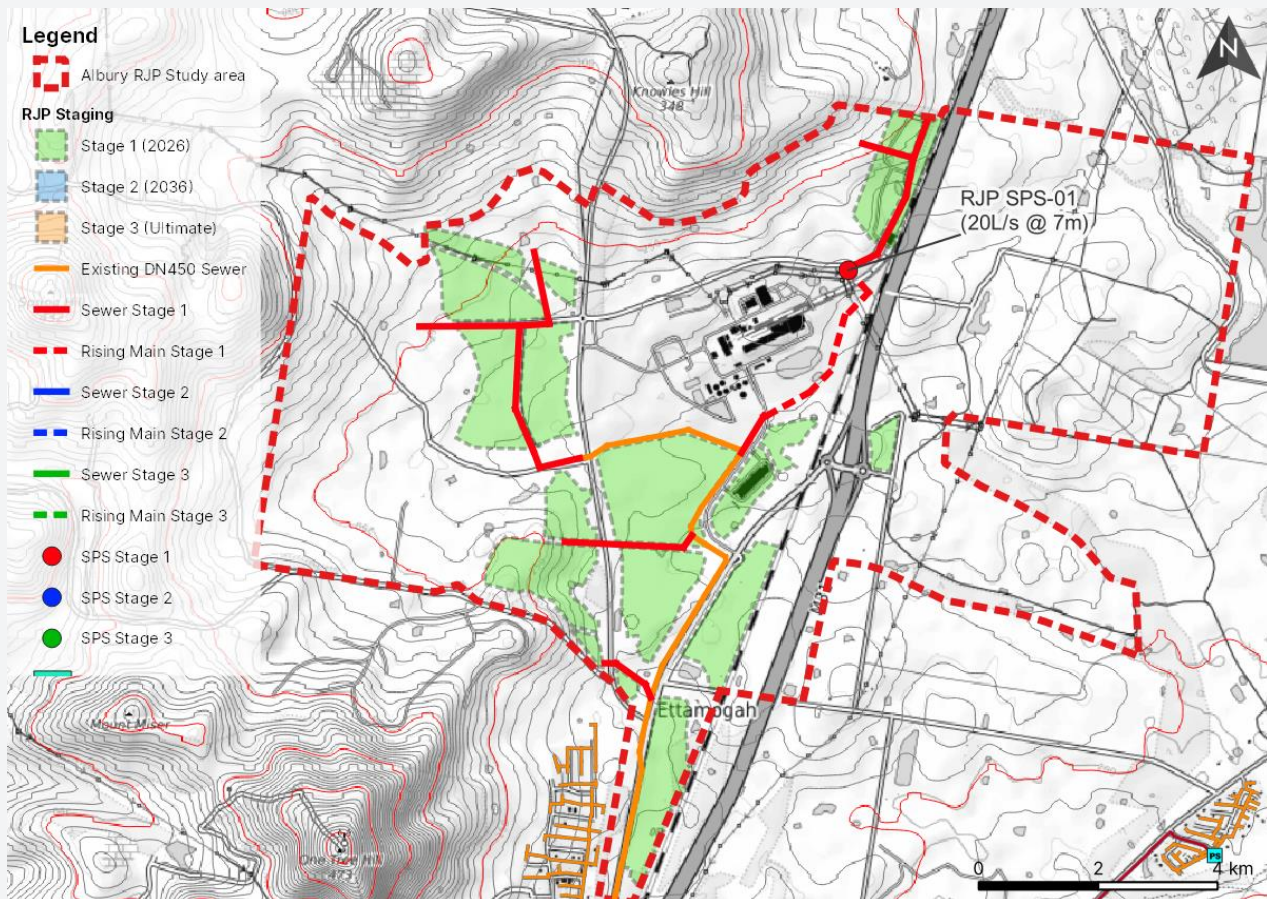 Legend
Albury RJP Study area
RJP Staging
Stage 1 (2026)
Stage 2 (2036)
Stage 3 (Ultimate)
Existing DN450 Sewer
Sewer Stage 1
Rising Main Stage 1
Sewer Stage 2
Rising Main Stage 2
Sewer Stage 3
Rising Main Stage 3
SPS Stage 1
SPS Stage 2
SPS Stage 3
N
Knowles Hill
348
RJP SPS-01
(20L/s @ 7m)
Ettamogah
Mount Miser
One Tree Hill
473
PS
0 2 4 km